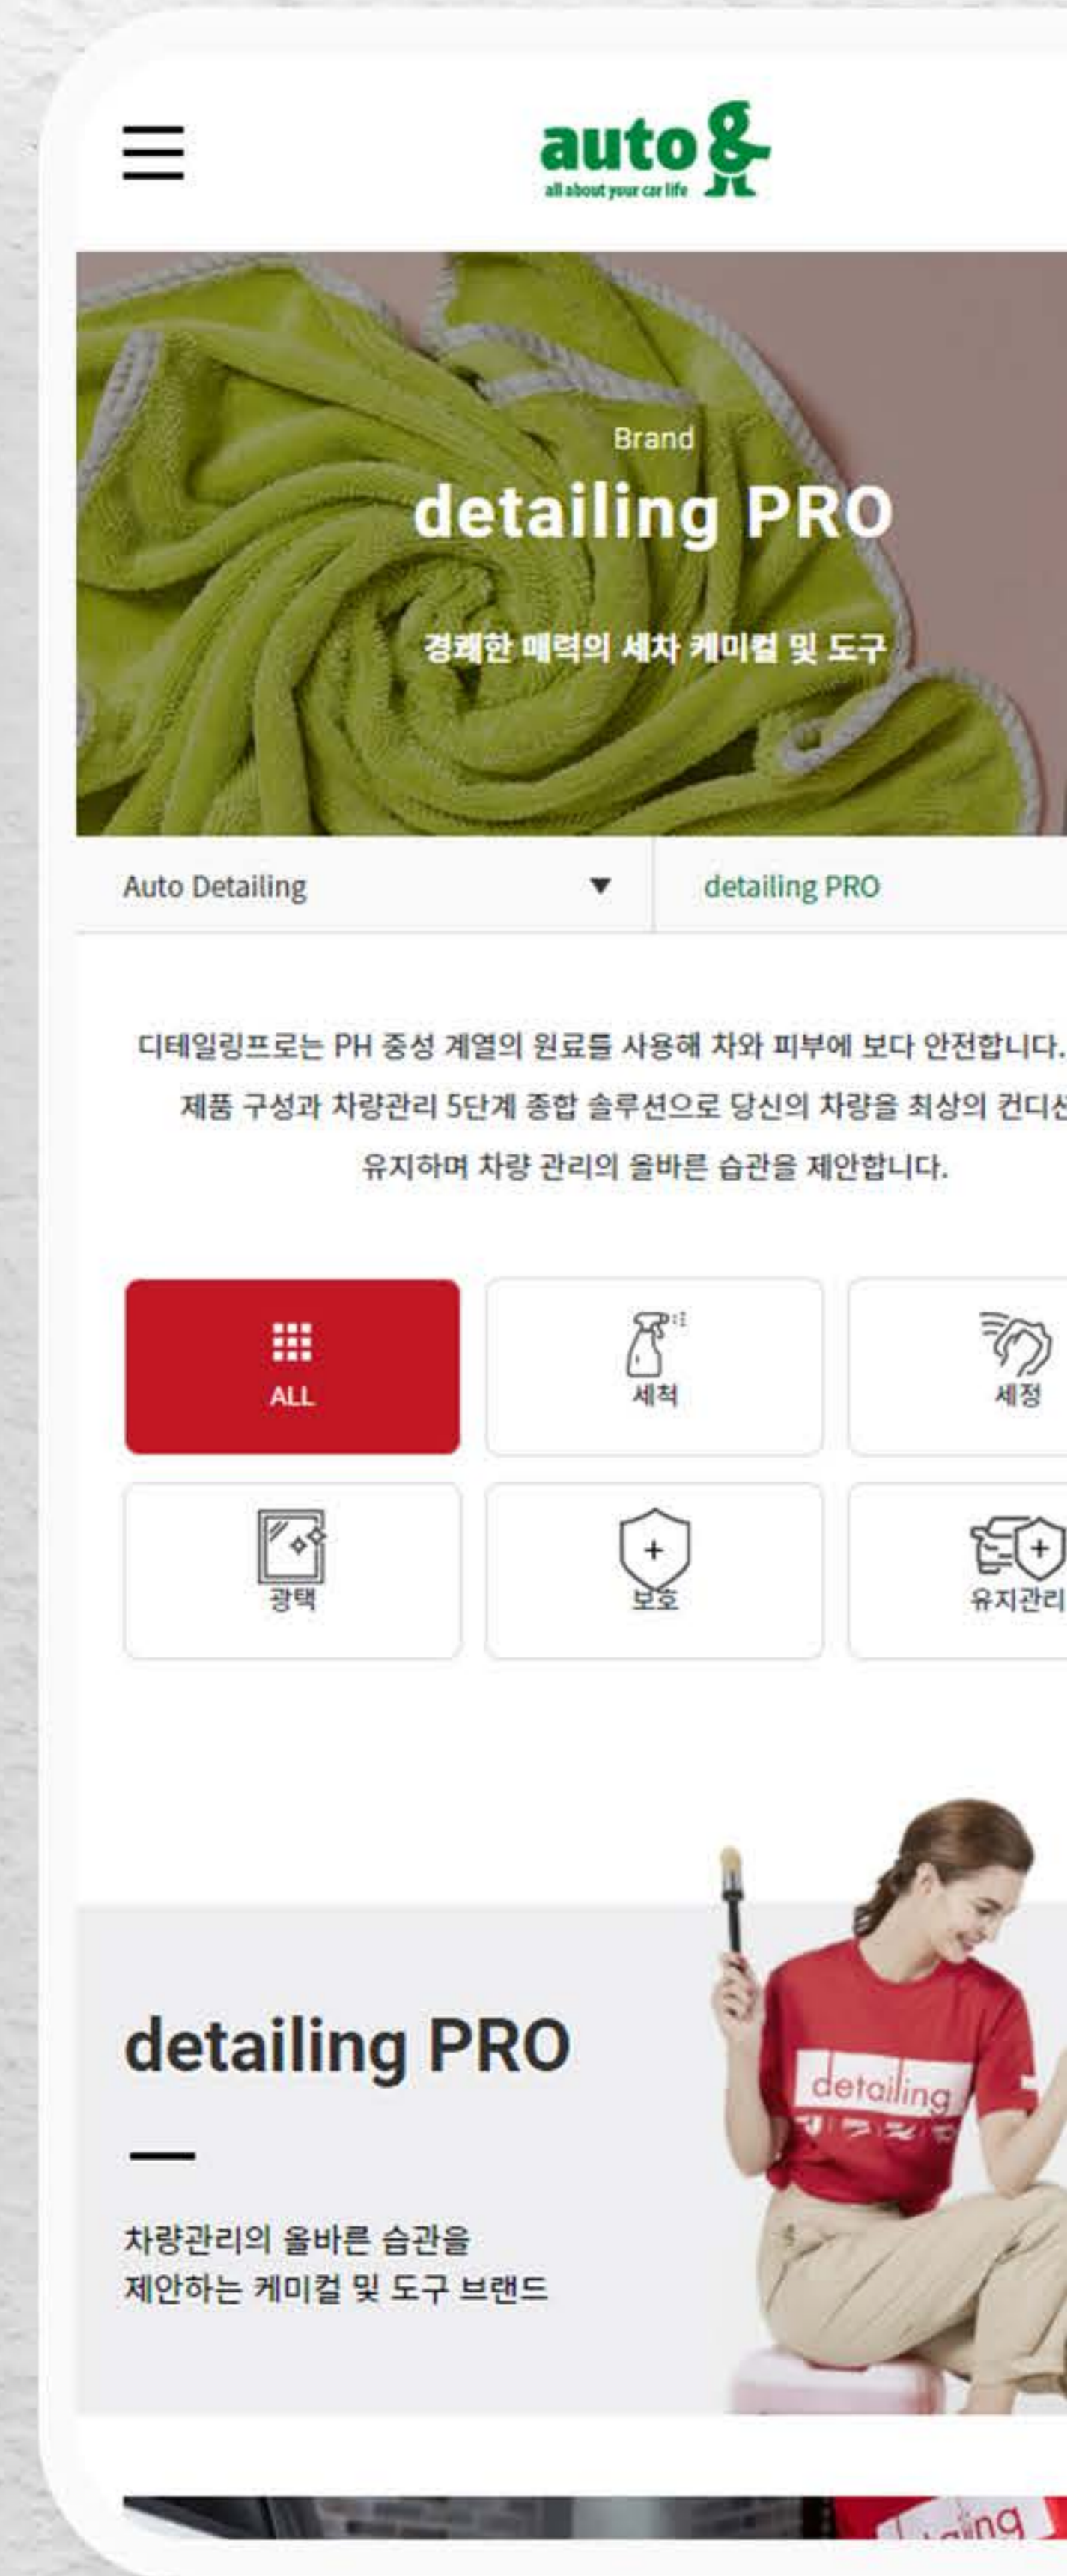 auto&
all about your car life
Brand
detailing PRO
경쾌한 매력의 세차 케미컬 및 도구
Auto Detailing
detailing PRO
디테일링프로는 PH 중성 계열의 원료를 사용해 차와 피부에 보다 안전합니다.
제품 구성과 차량관리 5단계 종합 솔루션으로 당신의 차량을 최상의
유지하며 차량 관리의 올바른 습관을 제안합니다.
ALL
세척
세정
광택
보호
유지관리
detailing PRO
detailing
차량관리의 올바른 습관을
제안하는 케미컬 및 도구 브랜드